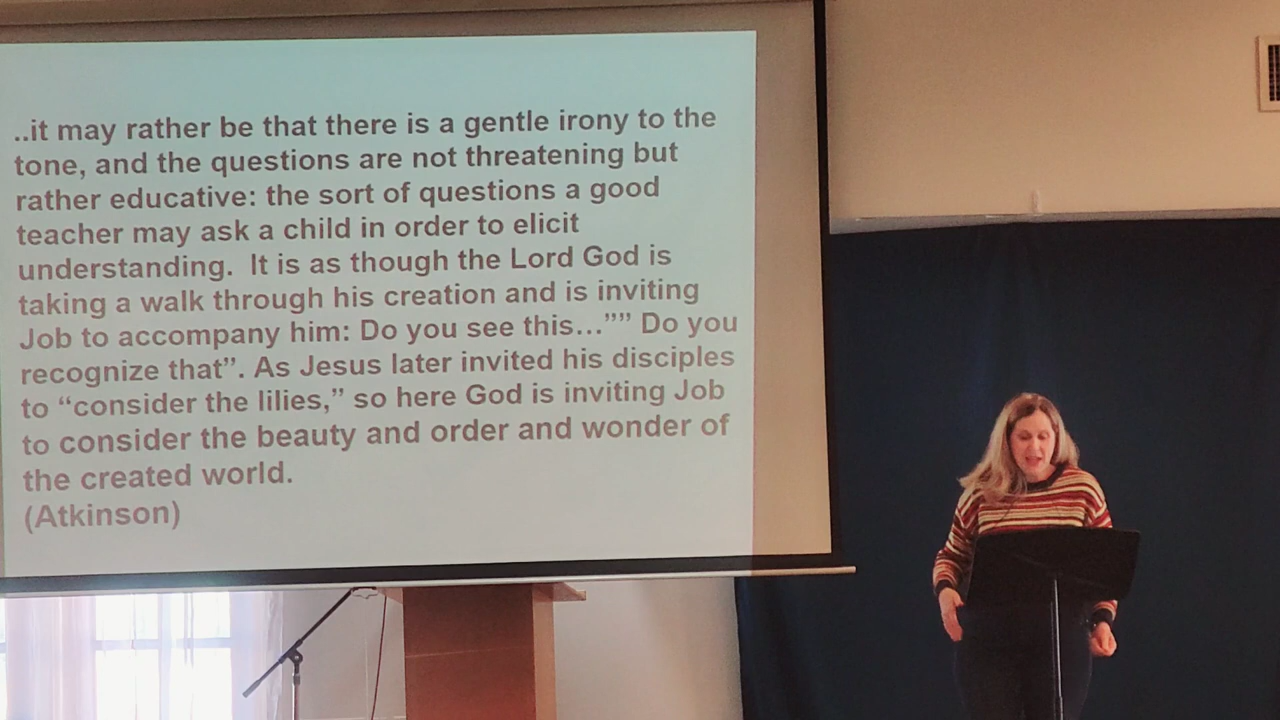 ..it may rather be that there is a gentle irony to the
tone, and the questions are not threatening but
rather educative: the sort of questions a good
teacher may ask a child in order to elicit
understanding.  It is as though the Lord God is
taking a walk through his creation and is inviting
Job to accompany him: Do you see this…”” Do you
recognize that”. As Jesus later invited his disciples
to “consider the lilies,” so here God is inviting Job
to consider the beauty and order and wonder of
the created world.
(Atkinson)